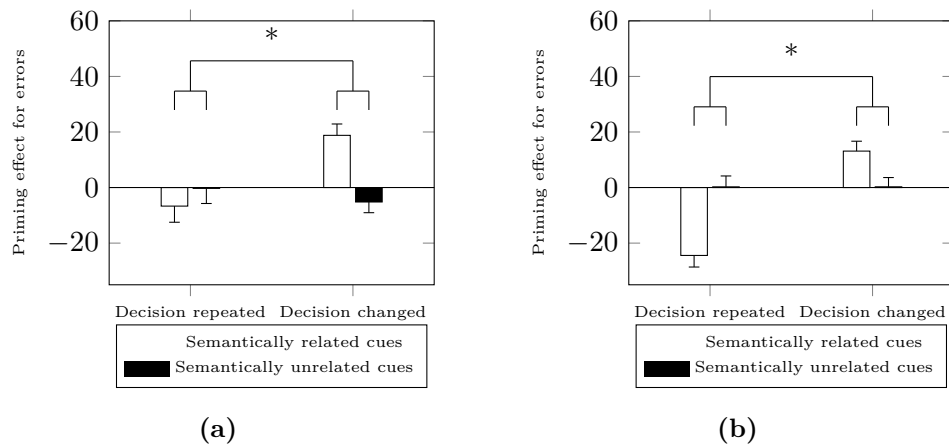 60
40
20
0
−20
Priming effect for errors
*
Decision repeated Decision changed
Semantically related cues
Semantically unrelated cues
(a)
60
40
20
0
−20
Priming effect for errors
*
Decision repeated Decision changed
Semantically related cues
Semantically unrelated cues
(b)